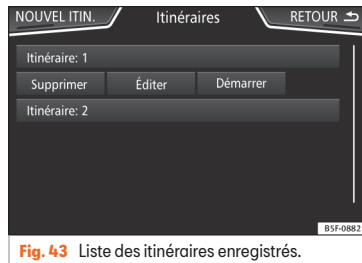 NOUVEL ITIN. Itinéraires RETOUR
Itinéraire: 1
Supprimer Éditer Démarrer
Itinéraire: 2
B5F-0882
Fig. 43 Liste des itinéraires enregistrés.